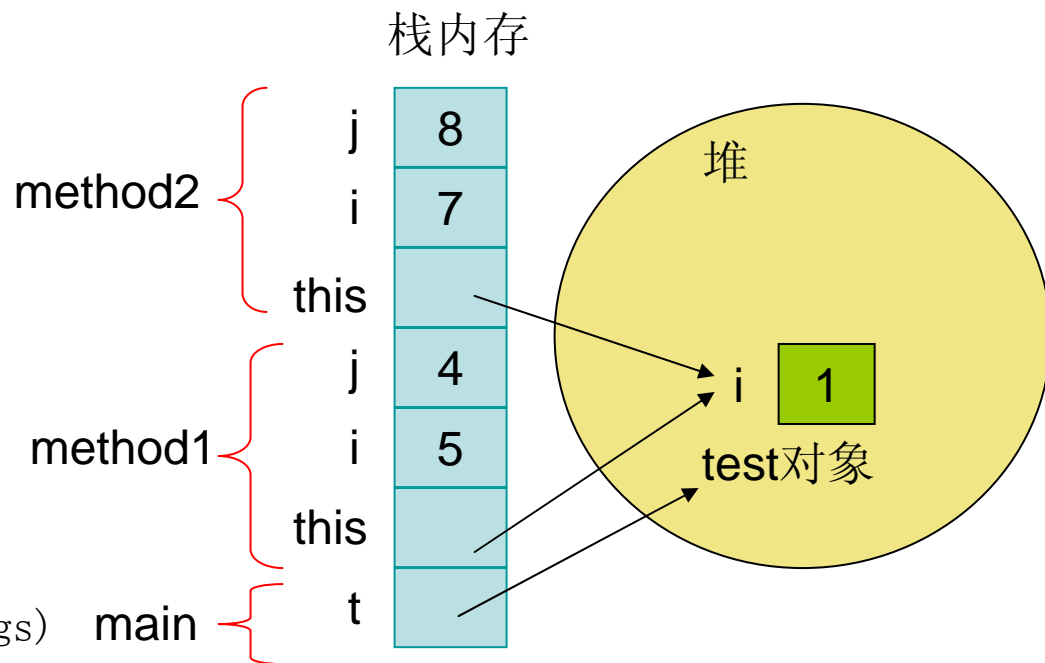 栈内存
j 8
method2 i 7
this
堆
j 4
i 1
method1 i 5
test对象
this
gs) main t